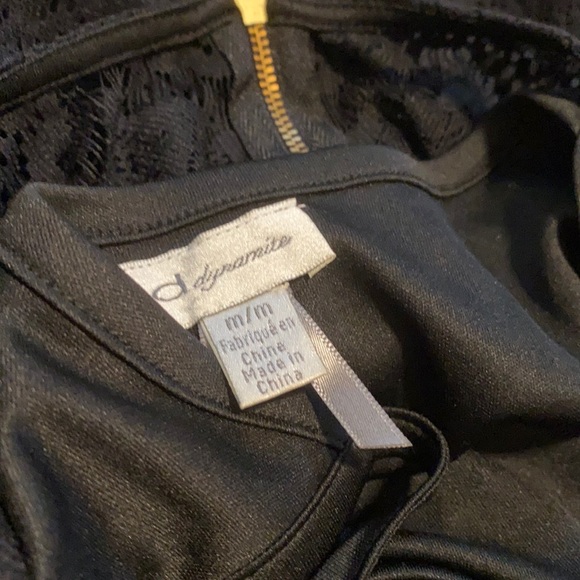 d dynamite
m/m
Fabriqué en
Chine
Made in
China